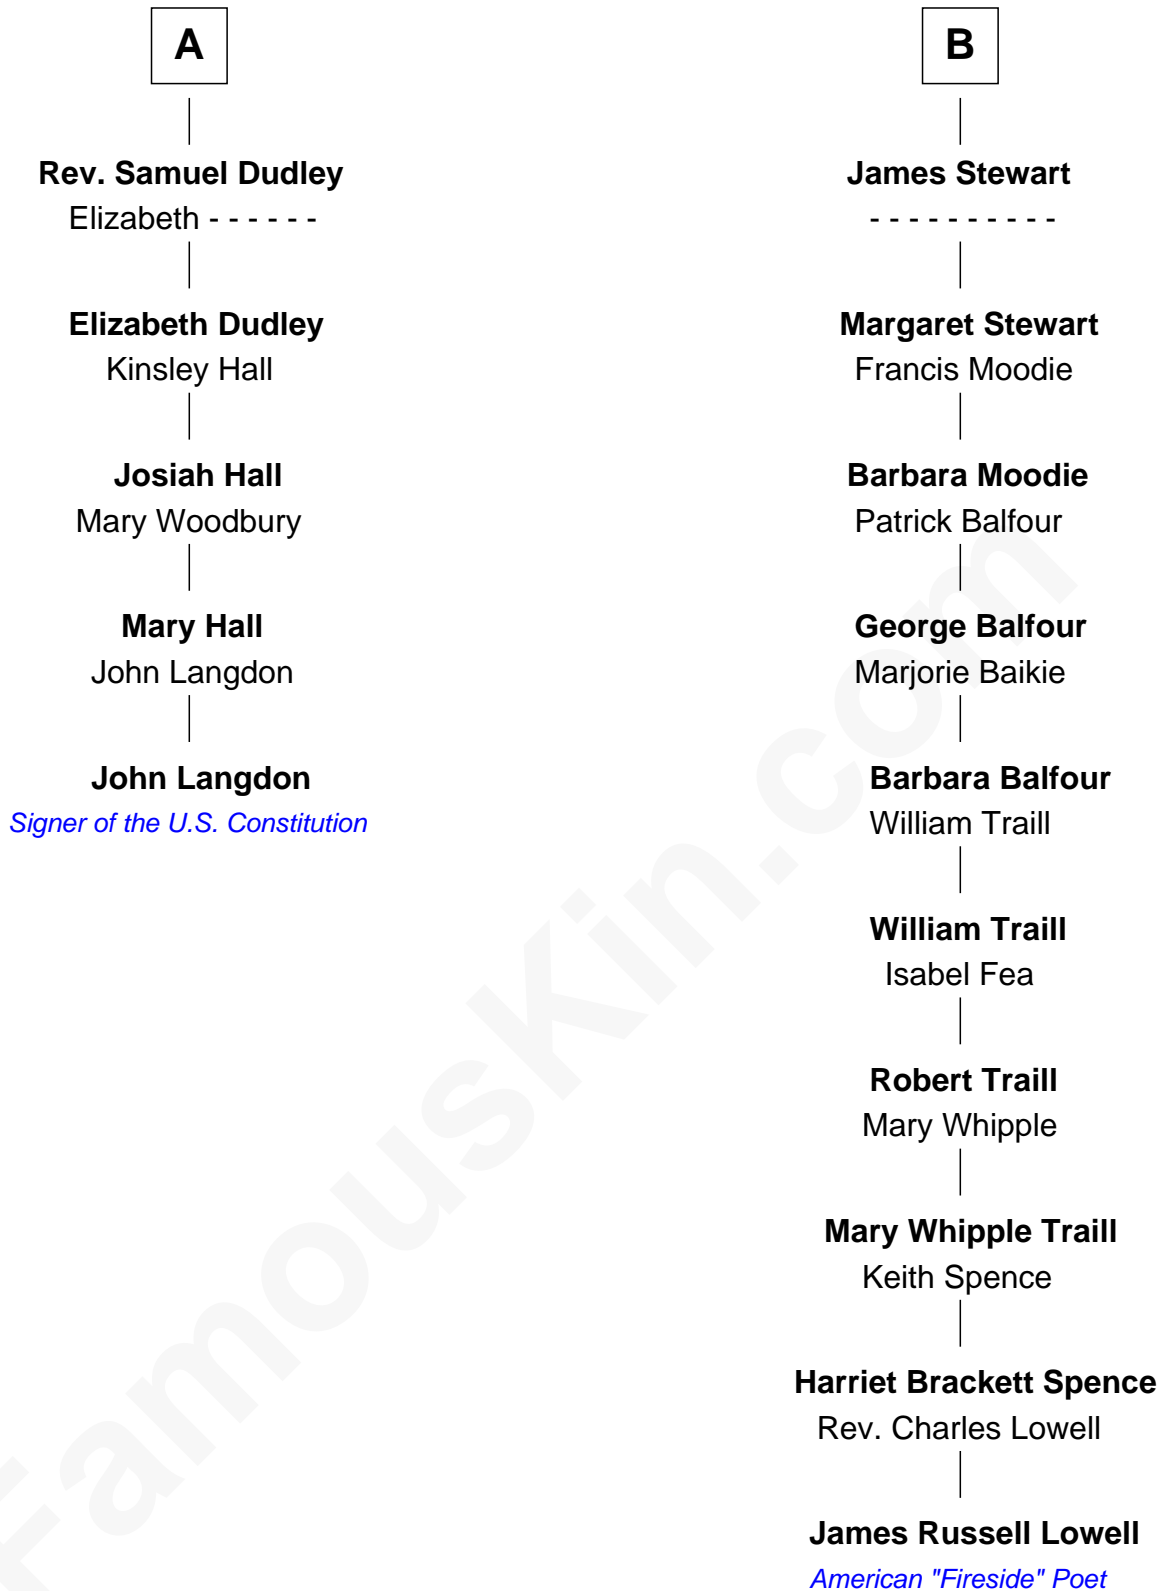 A
Rev. Samuel Dudley
Elizabeth - - - - - -
Elizabeth Dudley
Kinsley Hall
Josiah Hall
Mary Woodbury
Mary Hall
John Langdon
John Langdon
Signer of the U.S. Constitution
B
James Stewart
- - - - - - - - - -
Margaret Stewart
Francis Moodie
Barbara Moodie
Patrick Balfour
George Balfour
Marjorie Baikie
Barbara Balfour
William Traill
William Traill
Isabel Fea
Robert Traill
Mary Whipple
Mary Whipple Traill
Keith Spence
Harriet Brackett Spence
Rev. Charles Lowell
James Russell Lowell
American "Fireside" Poet
FamousKin.com